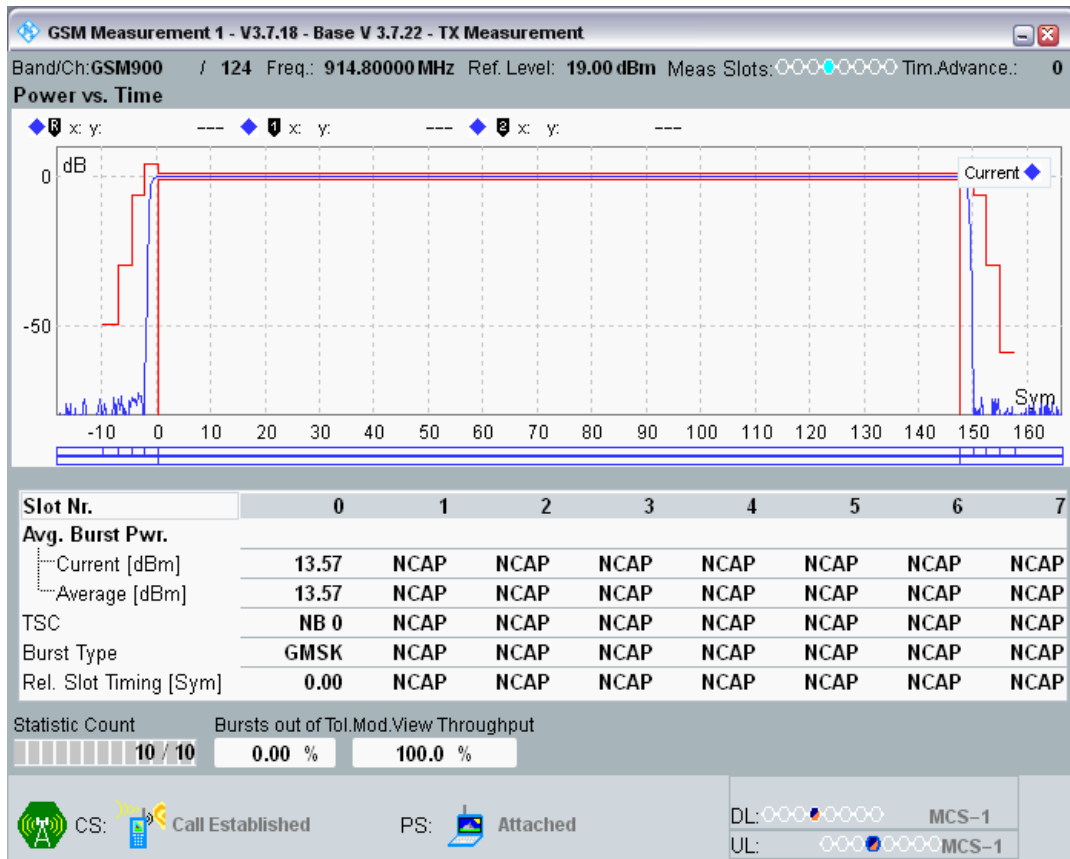 GSM Measurement 1 - V3.7.18 - Base V 3.7.22 - TX Measurement
Band/Ch:GSM900 / 124 Freq.: 914.80000 MHz Ref. Level: 19.00 dBm Meas Slots: Tim.Advance.: 0
Power vs. Time
R x: y: --- 1 x: y: --- 2 x: y: ---
dB
Current
0
-50
Sym
-10 0 10 20 30 40 50 60 70 80 90 100 110 120 130 140 150 160
Slot Nr. 0 1 2 3 4 5 6 7
Avg. Burst Pwr.
Current [dBm] 13.57 NCAP NCAP NCAP NCAP NCAP NCAP NCAP
Average [dBm] 13.57 NCAP NCAP NCAP NCAP NCAP NCAP NCAP
TSC NB 0 NCAP NCAP NCAP NCAP NCAP NCAP NCAP
Burst Type GMSK NCAP NCAP NCAP NCAP NCAP NCAP NCAP
Rel. Slot Timing [Sym] 0.00 NCAP NCAP NCAP NCAP NCAP NCAP NCAP
Statistic Count Bursts out of Tol.Mod.View Throughput
10 / 10 0.00 % 100.0 %
CS: Call Established PS: Attached
DL: MCS-1
UL: MCS-1